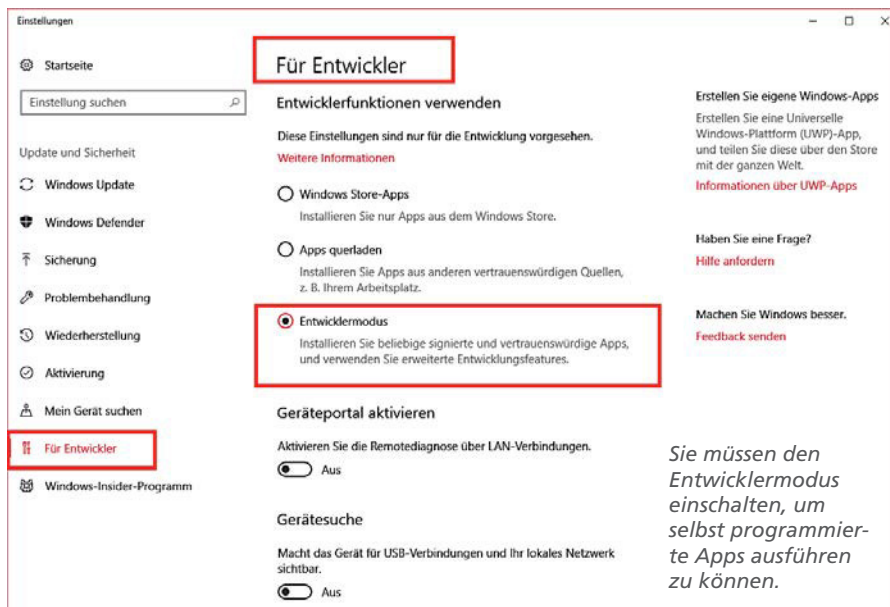 Einstellungen
Startseite
Einstellung suchen
Update und Sicherheit
Windows Update
Windows Defender
Sicherung
Problembehandlung
Wiederherstellung
Aktivierung
Mein Gerät suchen
Für Entwickler
Windows-Insider-Programm
Für Entwickler
Entwicklerfunktionen verwenden
Diese Einstellungen sind nur für die Entwicklung vorgesehen.
Weitere Informationen
Windows Store-Apps
Installieren Sie nur Apps aus dem Windows Store.
Apps querladen
Installieren Sie Apps aus anderen vertrauenswürdigen Quellen,
z. B. Ihrem Arbeitsplatz.
Entwicklermodus
Installieren Sie beliebige signierte und vertrauenswürdige Apps,
und verwenden Sie erweiterte Entwicklungsfeatures.
Geräteportal aktivieren
Aktivieren Sie die Remotediagnose über LAN-Verbindungen.
Aus
Gerätesuche
Macht das Gerät für USB-Verbindungen und Ihr lokales Netzwerk
sichtbar.
Aus
Erstellen Sie eigene Windows-Apps
Erstellen Sie eine Universelle
Windows-Plattform (UWP)-App,
und teilen Sie diese über den Store
mit der ganzen Welt.
Informationen über UWP-Apps
Haben Sie eine Frage?
Hilfe anfordern
Machen Sie Windows besser.
Feedback senden
Sie müssen den
Entwicklermodus
einschalten, um
selbst programmier-
te Apps ausführen
zu können.